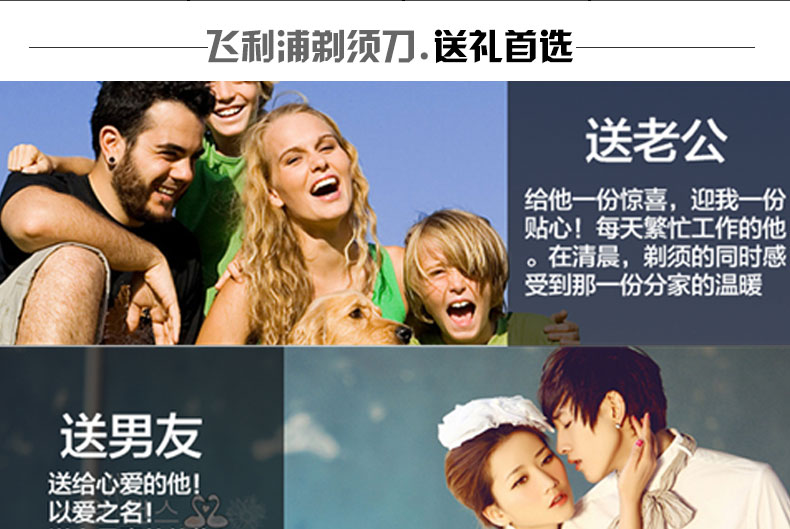 飞利浦剃须刀.送礼首选
送老公
给他一份惊喜，迎我一份
贴心！每天繁忙工作的他
。在清晨，剃须的同时感
受到那一份分家的温暖
送男友
送给心爱的他！
以爱之名！